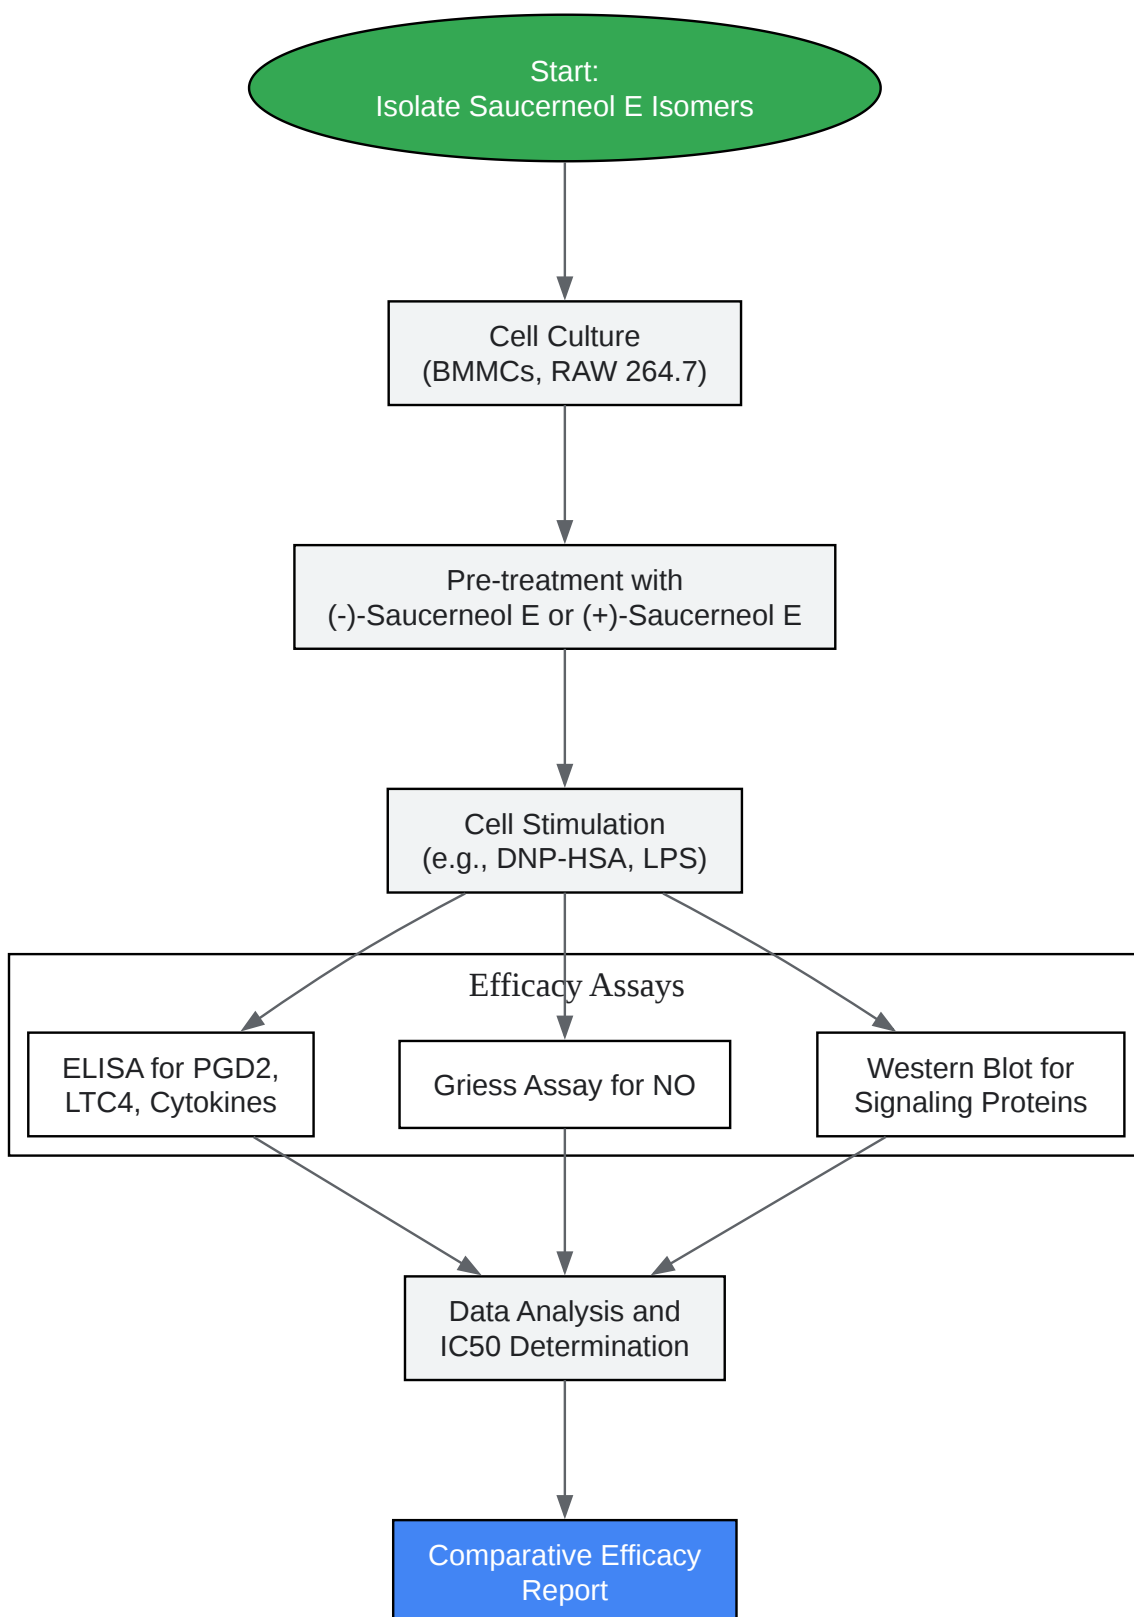 Start:
Isolate Saucerneol E Isomers
Cell Culture
(BMMCs, RAW 264.7)
Pre-treatment with
(-)-Saucerneol E or (+)-Saucerneol E
Cell Stimulation
(e.g., DNP-HSA, LPS)
Efficacy Assays
ELISA for PGD2,
LTC4, Cytokines
Griess Assay for NO
Western Blot for
Signaling Proteins
Data Analysis and
IC50 Determination
Comparative Efficacy
Report